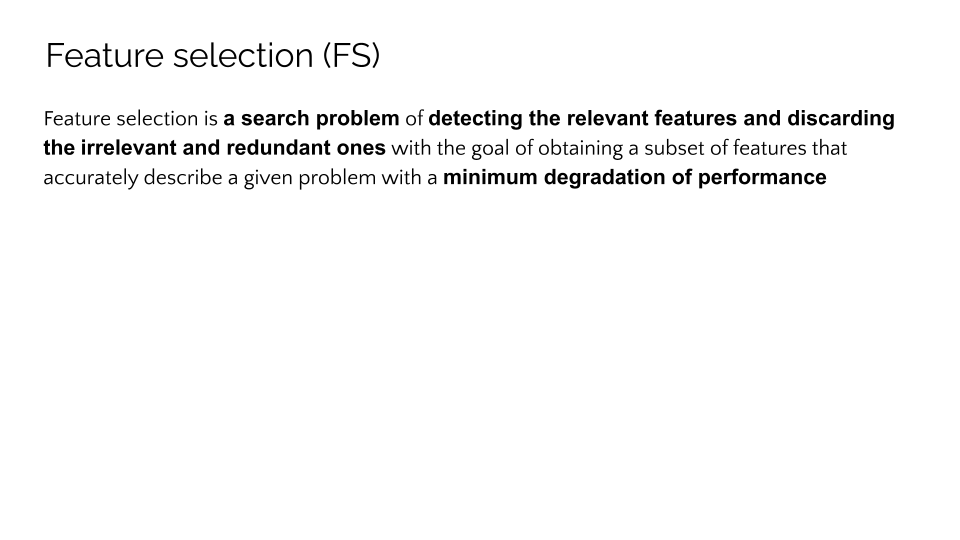 Feature selection (FS)
Feature selection is a search problem of detecting the relevant features and discarding
the irrelevant and redundant ones with the goal of obtaining a subset of features that
accurately describe a given problem with a minimum degradation of performance